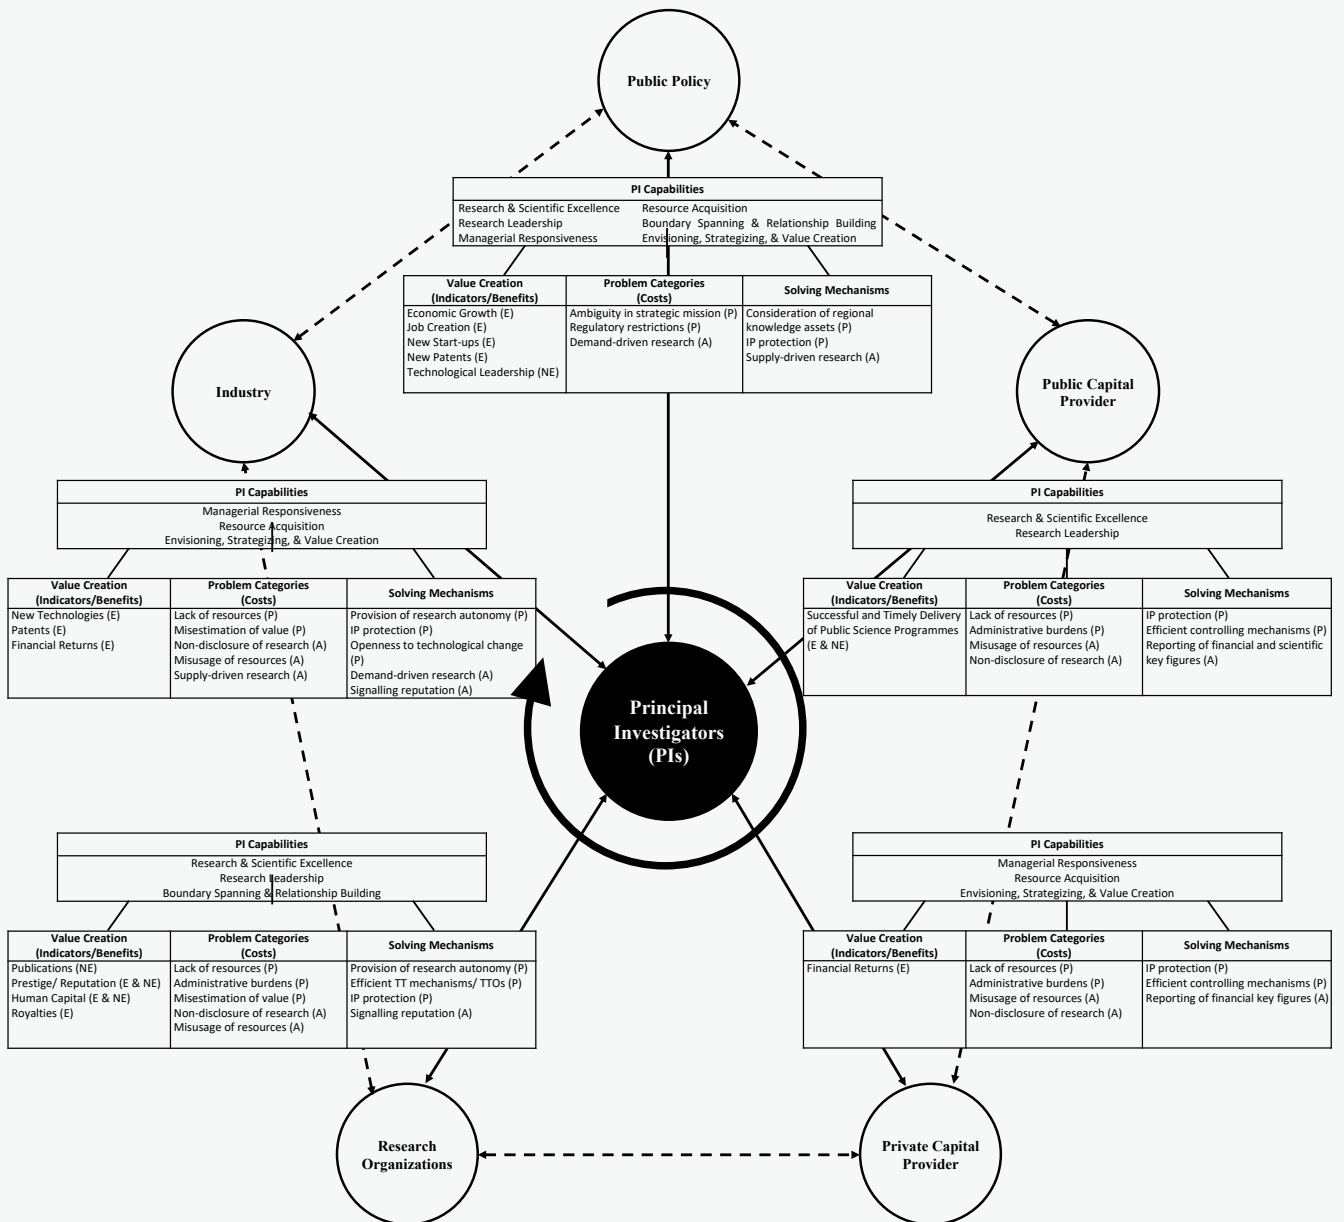 Public Policy
PI Capabilities
Research & Scientific Excellence
Research Leadership
Managerial Responsiveness
Resource Acquisition
Boundary Spanning & Relationship Building
Envisioning, Strategizing, & Value Creation
Value Creation
(Indicators/Benefits)
Economic Growth (E)
Job Creation (E)
New Start-ups (E)
New Patents (E)
Technological Leadership (NE)
Problem Categories
(Costs)
Ambiguity in strategic mission (P)
Regulatory restrictions (P)
Demand-driven research (A)
Solving Mechanisms
Consideration of regional
knowledge assets (P)
IP protection (P)
Supply-driven research (A)
Industry
PI Capabilities
Managerial Responsiveness
Resource Acquisition
Envisioning, Strategizing, & Value Creation
Value Creation
(Indicators/Benefits)
New Technologies (E)
Patents (E)
Financial Returns (E)
Problem Categories
(Costs)
Lack of resources (P)
Misestimation of value (P)
Non-disclosure of research (A)
Misusage of resources (A)
Supply-driven research (A)
Solving Mechanisms
Provision of research autonomy (P)
IP protection (P)
Openness to technological change
(P)
Demand-driven research (A)
Signalling reputation (A)
Public Capital
Provider
PI Capabilities
Research & Scientific Excellence
Research Leadership
Value Creation
(Indicators/Benefits)
Successful and Timely Delivery
of Public Science Programmes
(E & NE)
Problem Categories
(Costs)
Lack of resources (P)
Administrative burdens (P)
Misusage of resources (A)
Non-disclosure of research (A)
Solving Mechanisms
IP protection (P)
Efficient controlling mechanisms (P)
Reporting of financial and scientific
key figures (A)
Principal
Investigators
(PIs)
PI Capabilities
Research & Scientific Excellence
Research Leadership
Boundary Spanning & Relationship Building
Value Creation
(Indicators/Benefits)
Publications (NE)
Prestige/ Reputation (E & NE)
Human Capital (E & NE)
Royalties (E)
Problem Categories
(Costs)
Lack of resources (P)
Administrative burdens (P)
Misestimation of value (P)
Non-disclosure of research (A)
Misusage of resources (A)
Solving Mechanisms
Provision of research autonomy (P)
Efficient TT mechanisms/ TTOs (P)
IP protection (P)
Signalling reputation (A)
Research
Organizations
PI Capabilities
Managerial Responsiveness
Resource Acquisition
Envisioning, Strategizing, & Value Creation
Value Creation
(Indicators/Benefits)
Financial Returns (E)
Problem Categories
(Costs)
Lack of resources (P)
Administrative burdens (P)
Misusage of resources (A)
Non-disclosure of research (A)
Solving Mechanisms
IP protection (P)
Efficient controlling mechanisms (P)
Reporting of financial key figures (A)
Private Capital
Provider